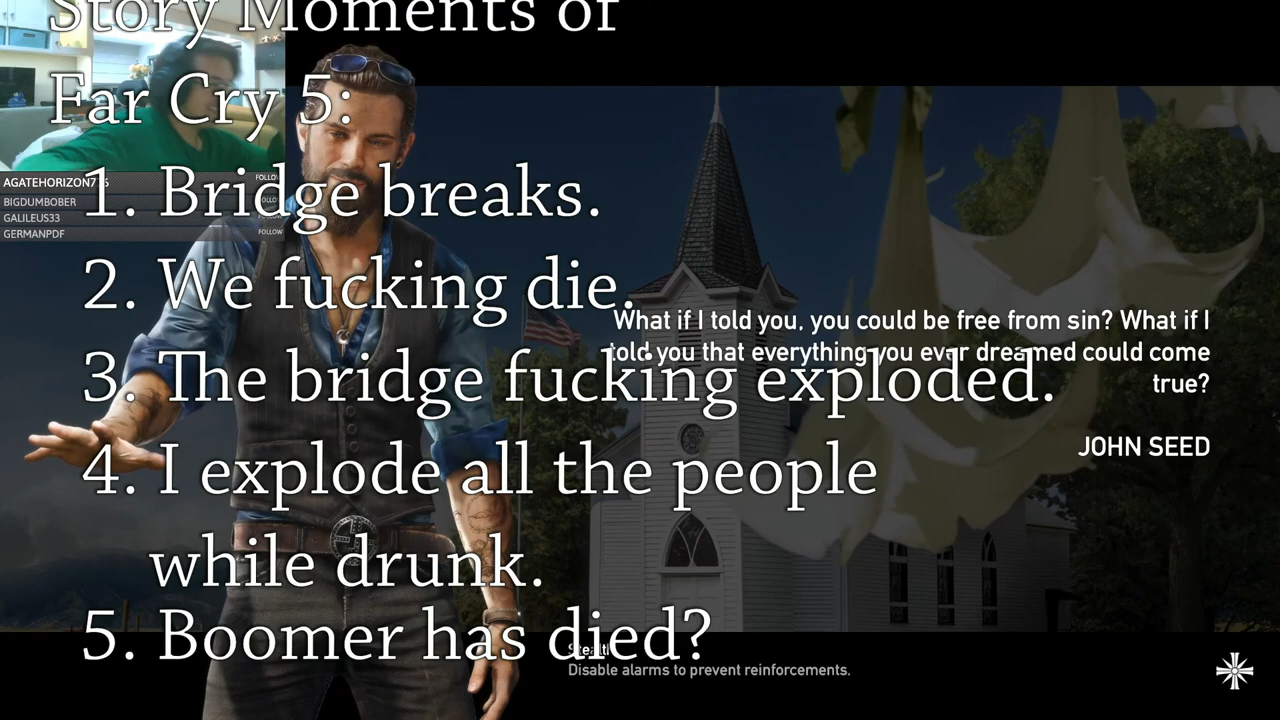 Story Moments of
Far Cry 5:
1. Bridge breaks.
2. We fucking die.
3. The bridge fucking exploded.
4. I explode all the people
while drunk.
5. Boomer has died?
FOLLOW
BIGDUMBOBER
GALILEUS33
GERMANPDF FOLLOW
What if I told you, you could be free from sin? What if I
told you that everything you ever dreamed could come
true?
JOHN SEED
Stealth
Disable alarms to prevent reinforcements.